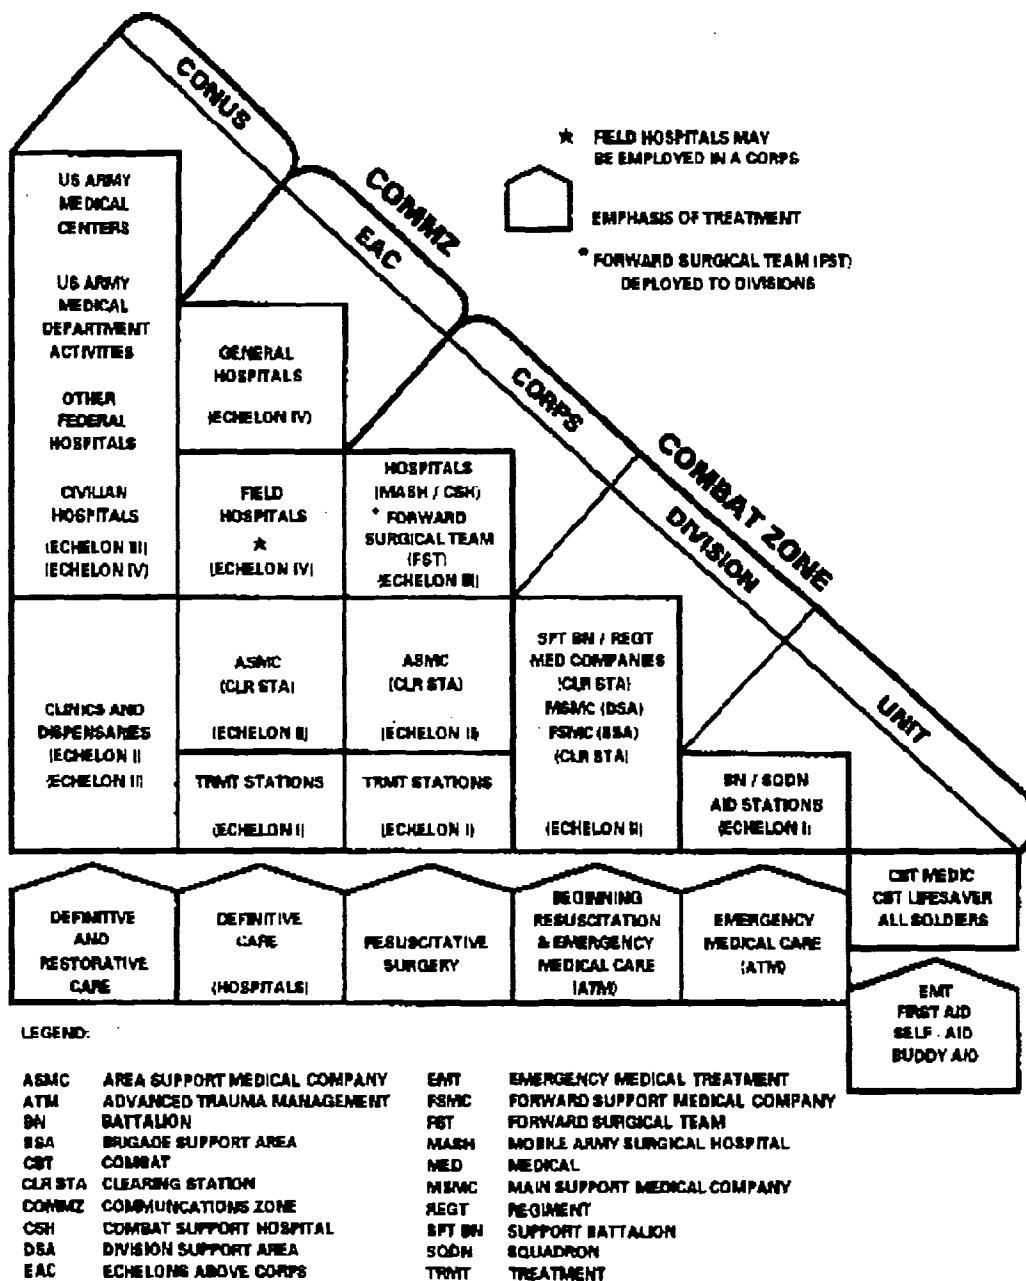 CONUS
COMMZ
EAC
CORPS
COMBAT ZONE
DIVISION
UNIT
★ FIELD HOSPITALS MAY
BE EMPLOYED IN A CORPS
EMPHASIS OF TREATMENT
* FORWARD SURGICAL TEAM (FST)
DEPLOYED TO DIVISIONS
US ARMY
MEDICAL
CENTERS
US ARMY
MEDICAL
DEPARTMENT
ACTIVITIES
OTHER
FEDERAL
HOSPITALS
CIVILIAN
HOSPITALS
(ECHELON III)
(ECHELON IV)
GENERAL
HOSPITALS
(ECHELON IV)
FIELD
HOSPITALS
★
(ECHELON IV)
HOSPITALS
(MASH / CSH)
* FORWARD
SURGICAL TEAM
(FST)
(ECHELON III)
CLINICS AND
DISPENSARIES
(ECHELON I)
(ECHELON II)
ASMC
(CLR STA)
(ECHELON II)
ASMC
(CLR STA)
(ECHELON II)
SPT BN / REGT
MED COMPANIES
(CLR STA)
MSMC (DSA)
FSMC (BSA)
(CLR STA)
(ECHELON II)
TRMT STATIONS
(ECHELON I)
TRMT STATIONS
(ECHELON I)
BN / SQDN
AID STATIONS
(ECHELON I)
CBT MEDIC
CBT LIFESAVER
ALL SOLDIERS
DEFINITIVE
AND
RESTORATIVE
CARE
DEFINITIVE
CARE
(HOSPITALS)
RESUSCITATIVE
SURGERY
BEGINNING
RESUSCITATION
& EMERGENCY
MEDICAL CARE
(ATM)
EMERGENCY
MEDICAL CARE
(ATM)
EMT
FIRST AID
SELF - AID
BUDDY AID
LEGEND:
ASMC AREA SUPPORT MEDICAL COMPANY
ATM ADVANCED TRAUMA MANAGEMENT
BN BATTALION
BSA BRIGADE SUPPORT AREA
CBT COMBAT
CLR STA CLEARING STATION
COMMZ COMMUNICATIONS ZONE
CSH COMBAT SUPPORT HOSPITAL
DSA DIVISION SUPPORT AREA
EAC ECHELONS ABOVE CORPS
EMT EMERGENCY MEDICAL TREATMENT
FSMC FORWARD SUPPORT MEDICAL COMPANY
FST FORWARD SURGICAL TEAM
MASH MOBILE ARMY SURGICAL HOSPITAL
MED MEDICAL
MSMC MAIN SUPPORT MEDICAL COMPANY
REGT REGIMENT
SPT BN SUPPORT BATTALION
SQDN SQUADRON
TRMT TREATMENT